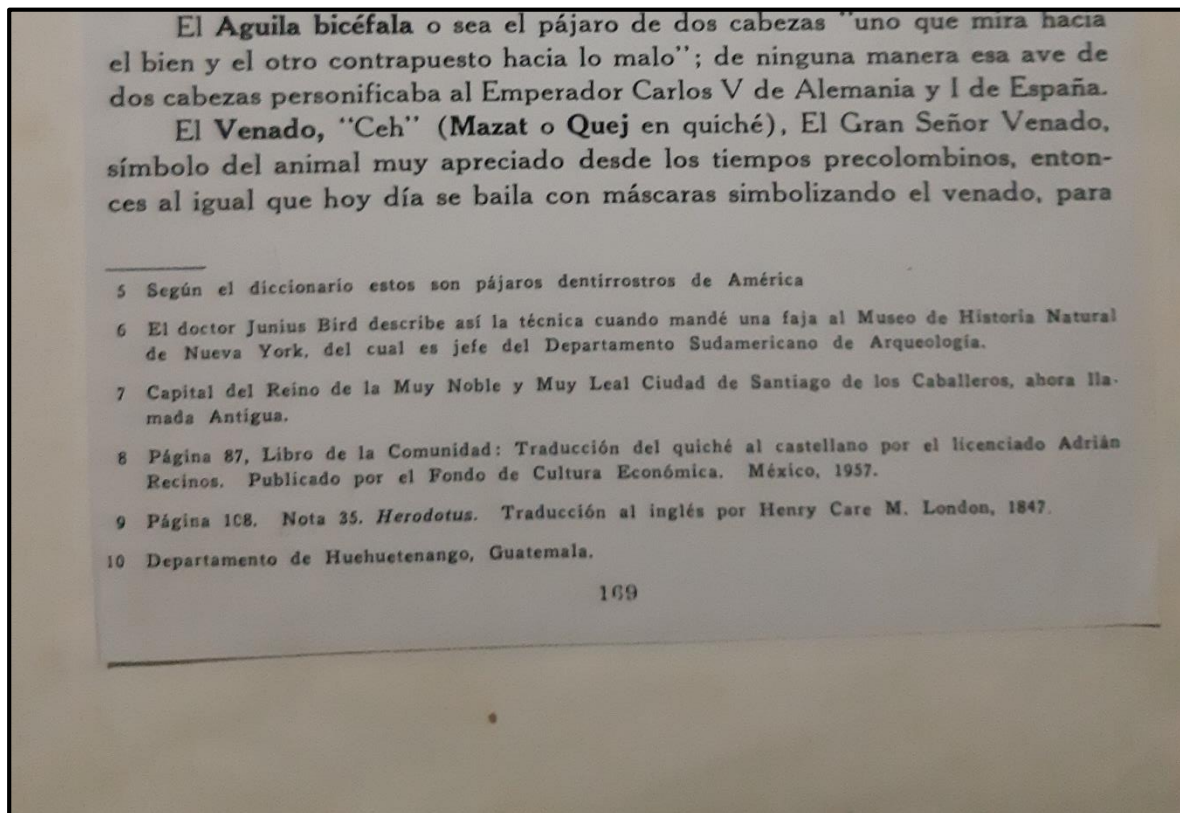 El Aguila bicéfala o sea el pájaro de dos cabezas "uno que mira hacia
el bien y el otro contrapuesto hacia lo malo"; de ninguna manera esa ave de
dos cabezas personificaba al Emperador Carlos V de Alemania y I de España.
El Venado, "Ceh" (Mazat o Quej en quiché), El Gran Señor Venado,
símbolo del animal muy apreciado desde los tiempos precolombinos, enton-
ces al igual que hoy día se baila con máscaras simbolizando el venado, para
5 Según el diccionario estos son pájaros dentirrostros de América
6 El doctor Junius Bird describe así la técnica cuando mandé una faja al Museo de Historia Natural
de Nueva York, del cual es jefe del Departamento Sudamericano de Arqueología.
7 Capital del Reino de la Muy Noble y Muy Leal Ciudad de Santiago de los Caballeros, ahora lla-
mada Antigua.
8 Página 87, Libro de la Comunidad: Traducción del quiché al castellano por el licenciado Adrián
Recinos. Publicado por el Fondo de Cultura Económica. México, 1957.
9 Página 108. Nota 35. Herodotus. Traducción al inglés por Henry Care M. London, 1847.
10 Departamento de Huehuetenango, Guatemala.
169